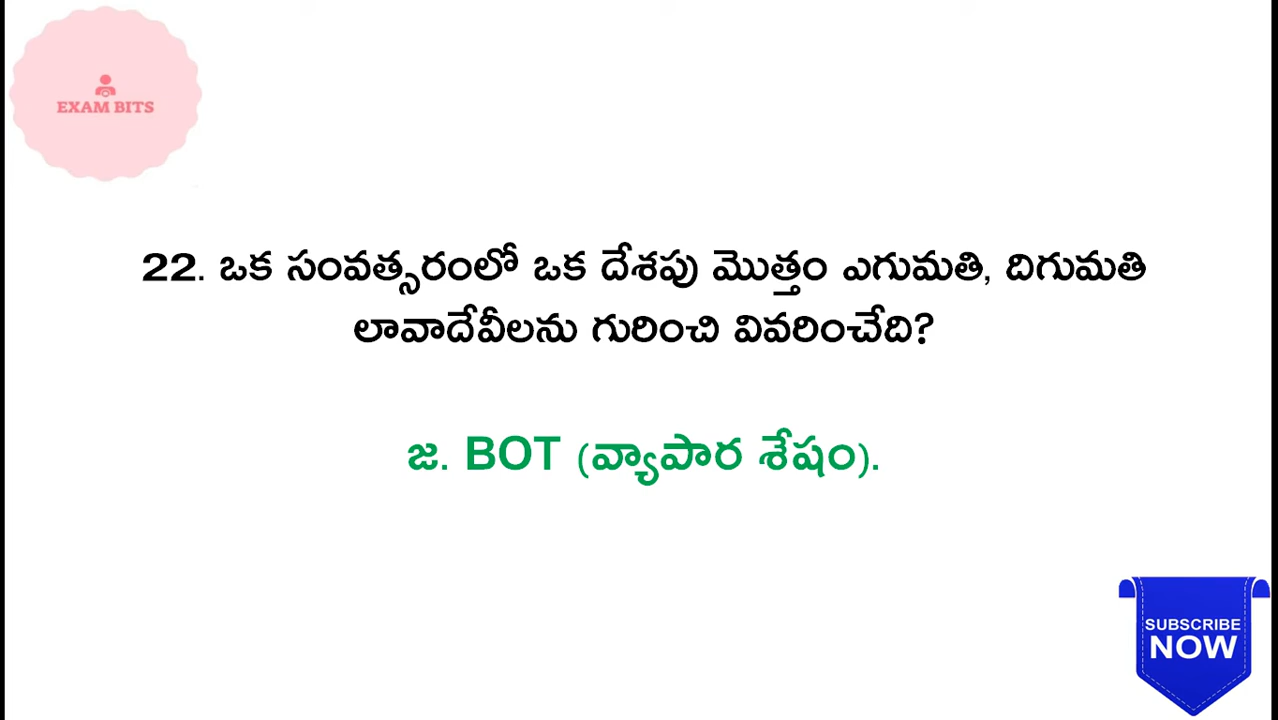 EXAM BITS
22. ఒక సంవత్సరంలో ఒక దేశపు మొత్తం ఎగుమతి, దిగుమతి
లావాదేవీలను గురించి వివరించేది?
జ. BOT (వ్యాపార శేషం).
SUBSCRIBE
NOW